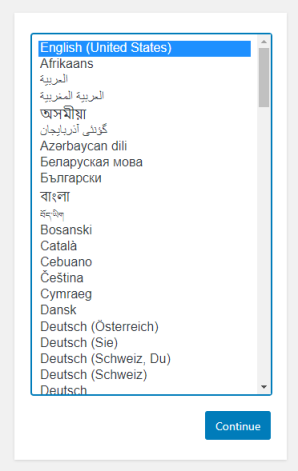 English (United States)
Afrikaans
العربية
العربية المغربية
অসমীয়া
گؤنئی آذربایجان
Azərbaycan dili
Беларуская мова
Български
বাংলা
བོད་ཡིག
Bosanski
Català
Cebuano
Čeština
Cymraeg
Dansk
Deutsch (Österreich)
Deutsch (Sie)
Deutsch (Schweiz, Du)
Deutsch (Schweiz)
Deutsch
Continue